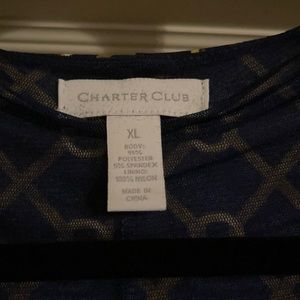 CHARTER CLUB
XL
BODY:
95%
POLYESTER
5% SPANDEX
LINING:
100% NYLON
MADE IN
CHINA